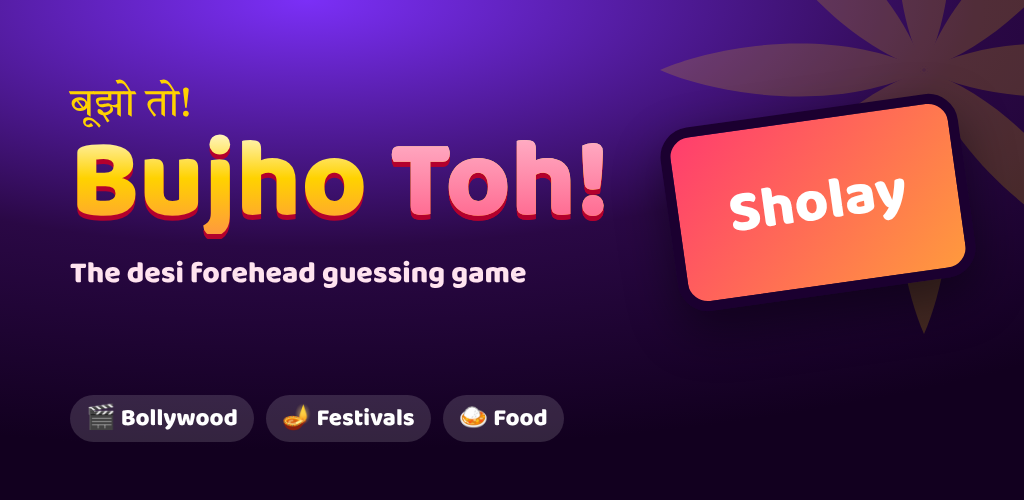 बूझो तो!
Bujho Toh!
The desi forehead guessing game
Sholay
Bollywood
Festivals
Food